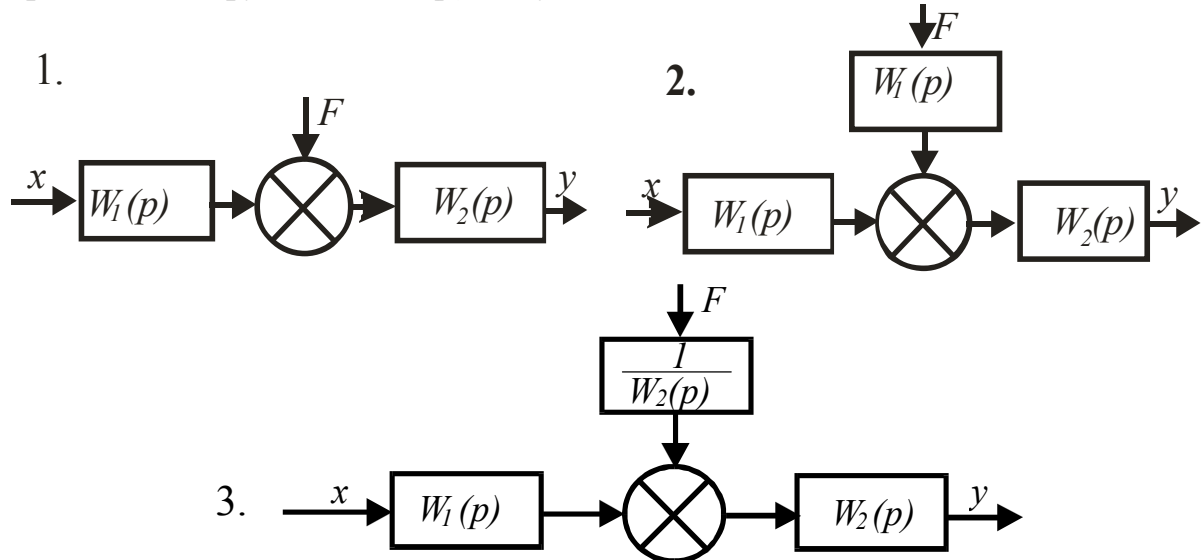 1.
F
x
W₁(p)
W₂(p)
y
2.
F
W₁(p)
x
W₁(p)
W₂(p)
y
3.
F
1
W₂(p)
x
W₁(p)
W₂(p)
y